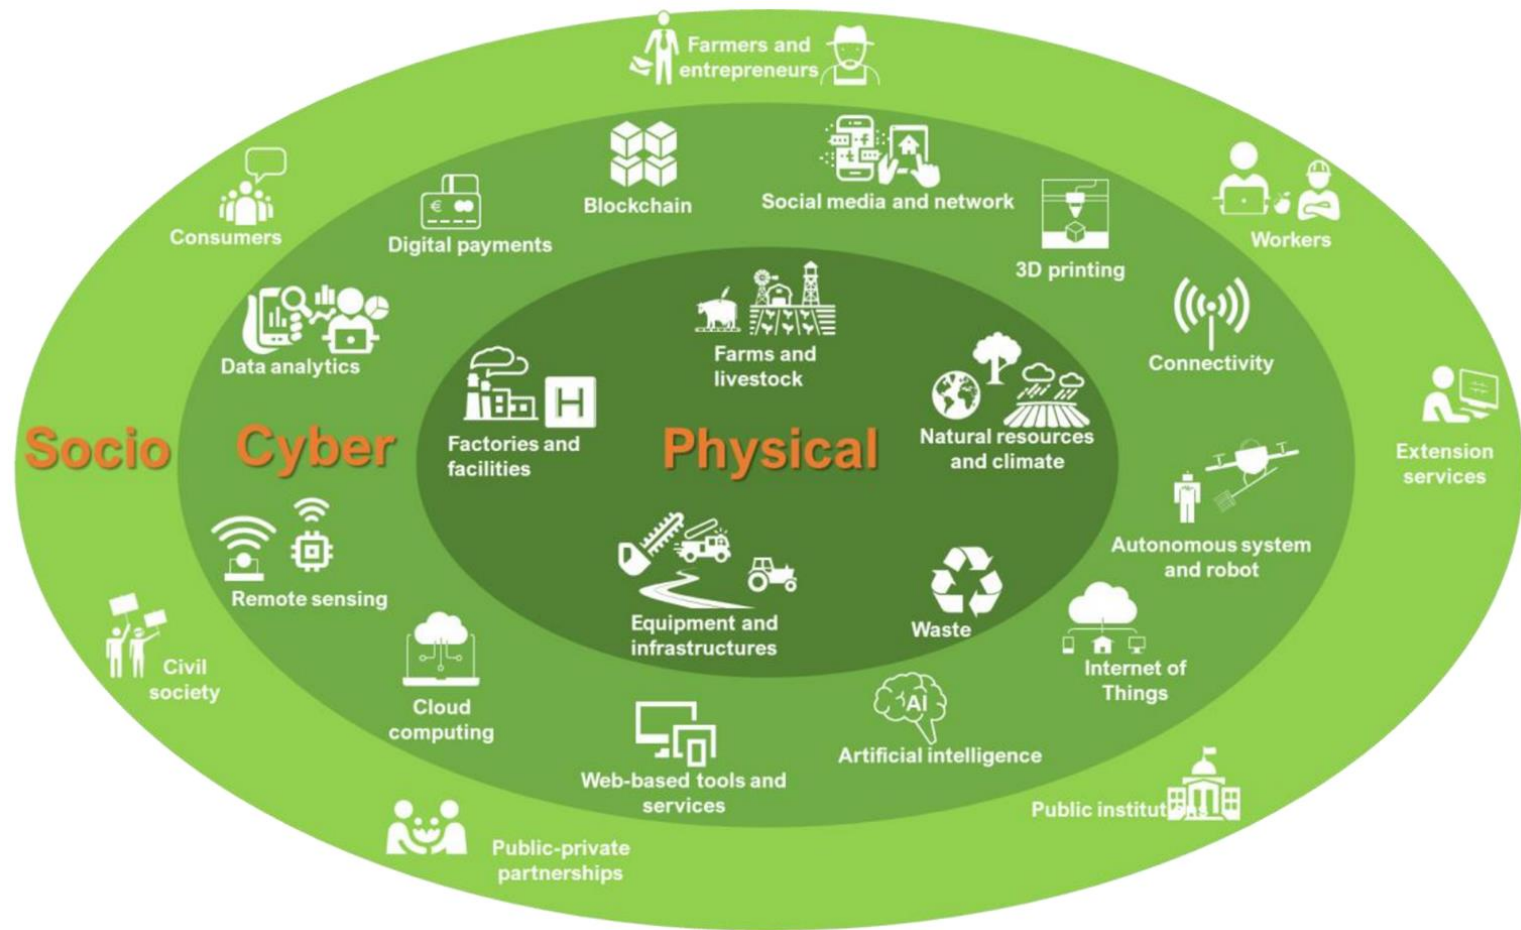 Farmers and
entrepreneurs
Consumers
Digital payments
Blockchain
Social media and network
3D printing
Workers
Data analytics
Connectivity
Farms and
livestock
Factories and
facilities
Natural resources
and climate
Socio
Cyber
Physical
Extension
services
Remote sensing
Autonomous system
and robot
Equipment and
infrastructures
Waste
Civil
society
Cloud
computing
Internet of
Things
AI
Artificial intelligence
Web-based tools and
services
Public institutions
Public-private
partnerships
H